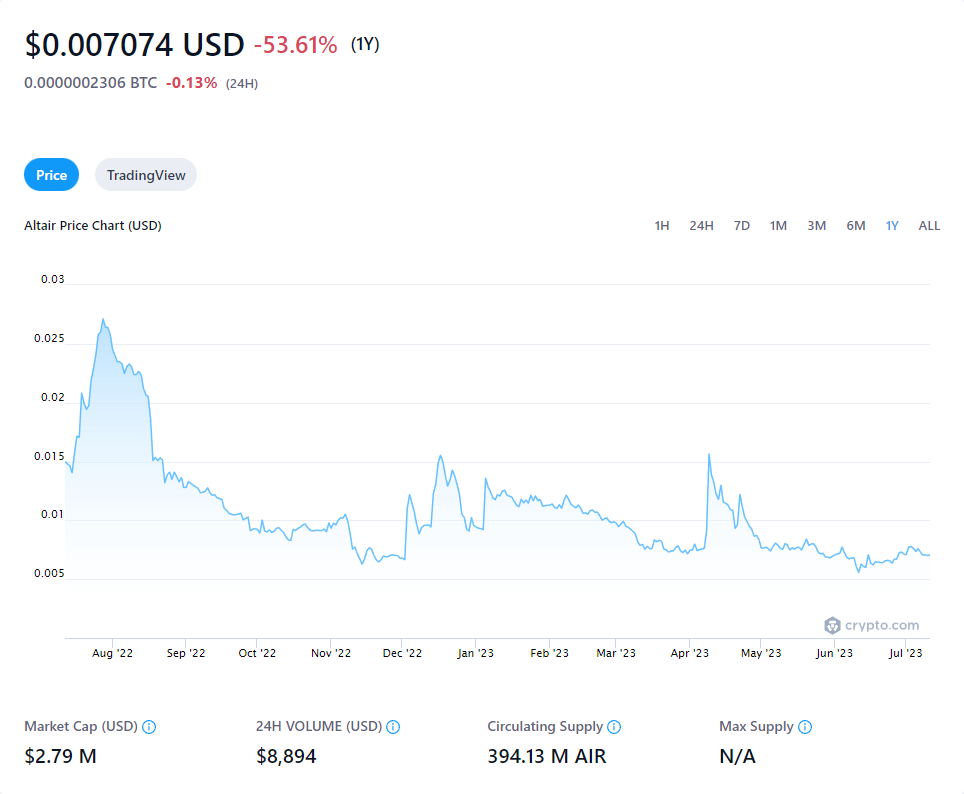 $0.007074 USD -53.61% (1Y)
0.0000002306 BTC -0.13% (24H)
Price TradingView
Altair Price Chart (USD) 1H 24H 7D 1M 3M 6M 1Y ALL
0.03
0.025
0.02
0.015
0.01
0.005
crypto.com
Aug '22 Sep '22 Oct '22 Nov '22 Dec '22 Jan '23 Feb '23 Mar '23 Apr '23 May '23 Jun '23 Jul '23
Market Cap (USD) 24H VOLUME (USD) Circulating Supply Max Supply
$2.79 M $8,894 394.13 M AIR N/A